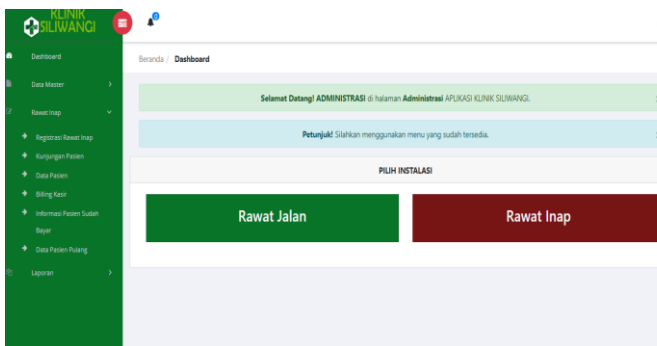 KLINIK
SILIWANGI
0
Dashboard
Data Master
Rawat Inap
Registrasi Rawat Inap
Kunjungan Pasien
Data Pasien
Billing Kasir
Informasi Pasien Sudah
Bayar
Data Pasien Pulang
Laporan
Beranda / Dashboard
Selamat Datang! ADMINISTRASI di halaman Administrasi APLIKASI KLINIK SILIWANGI.
Petunjuk! Silahkan menggunakan menu yang sudah tersedia.
PILIH INSTALASI
Rawat Jalan
Rawat Inap